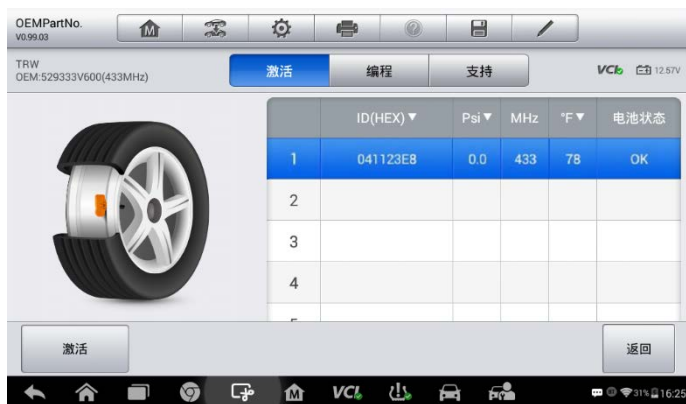 OEMPartNo.
V0.99.03
TRW
OEM:529333V600(433MHz)
激活 编程 支持
VCI 12.57V
ID(HEX)▼ Psi▼ MHz °F▼ 电池状态
1 041123E8 0.0 433 78 OK
2
3
4
激活 返回
VCI 31% 16:25